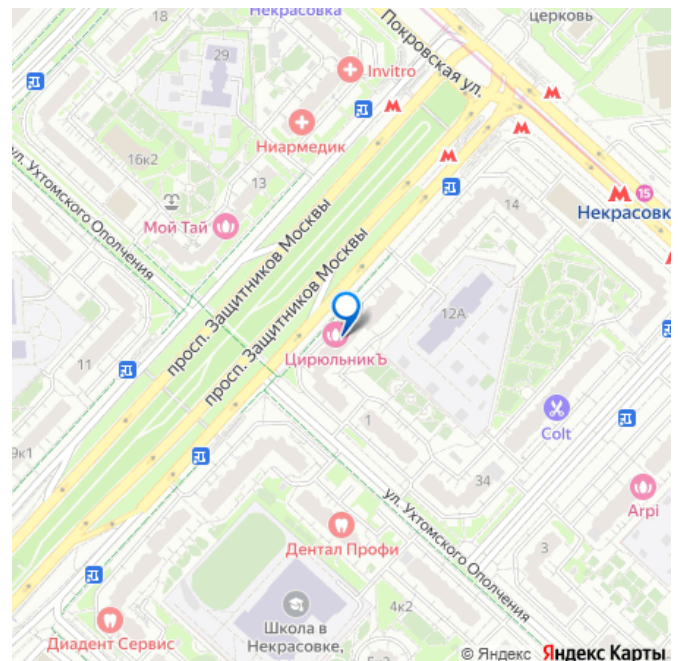 Некрасовка
церковь
18
Покровская ул.
29
Invitro
Ниармедик
16к2
13
ул. Ухтомского Ополчения
Мой Тай
просп. Защитников Москвы
просп. Защитников Москвы
14
15
Некрасовк
12А
ЦирюльникЪ
11
1
Colt
9к1
34
Arpi
ул. Ухтомского Ополчения
Дентал Профи
3
4к2
Школа в
Некрасовке,
Диадент Сервис
© Яндекс Яндекс Карты